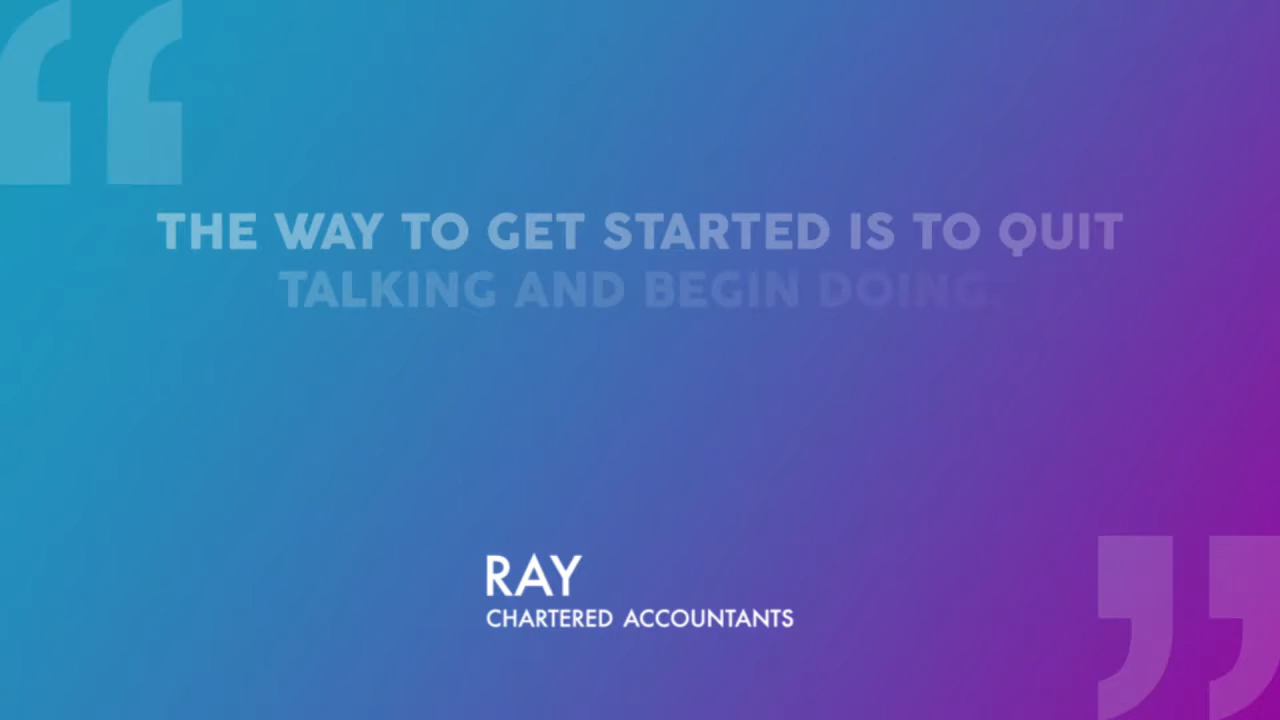 THE WAY TO GET STARTED IS TO QUIT
TALKING AND BEGIN DOING.
RAY
CHARTERED ACCOUNTANTS